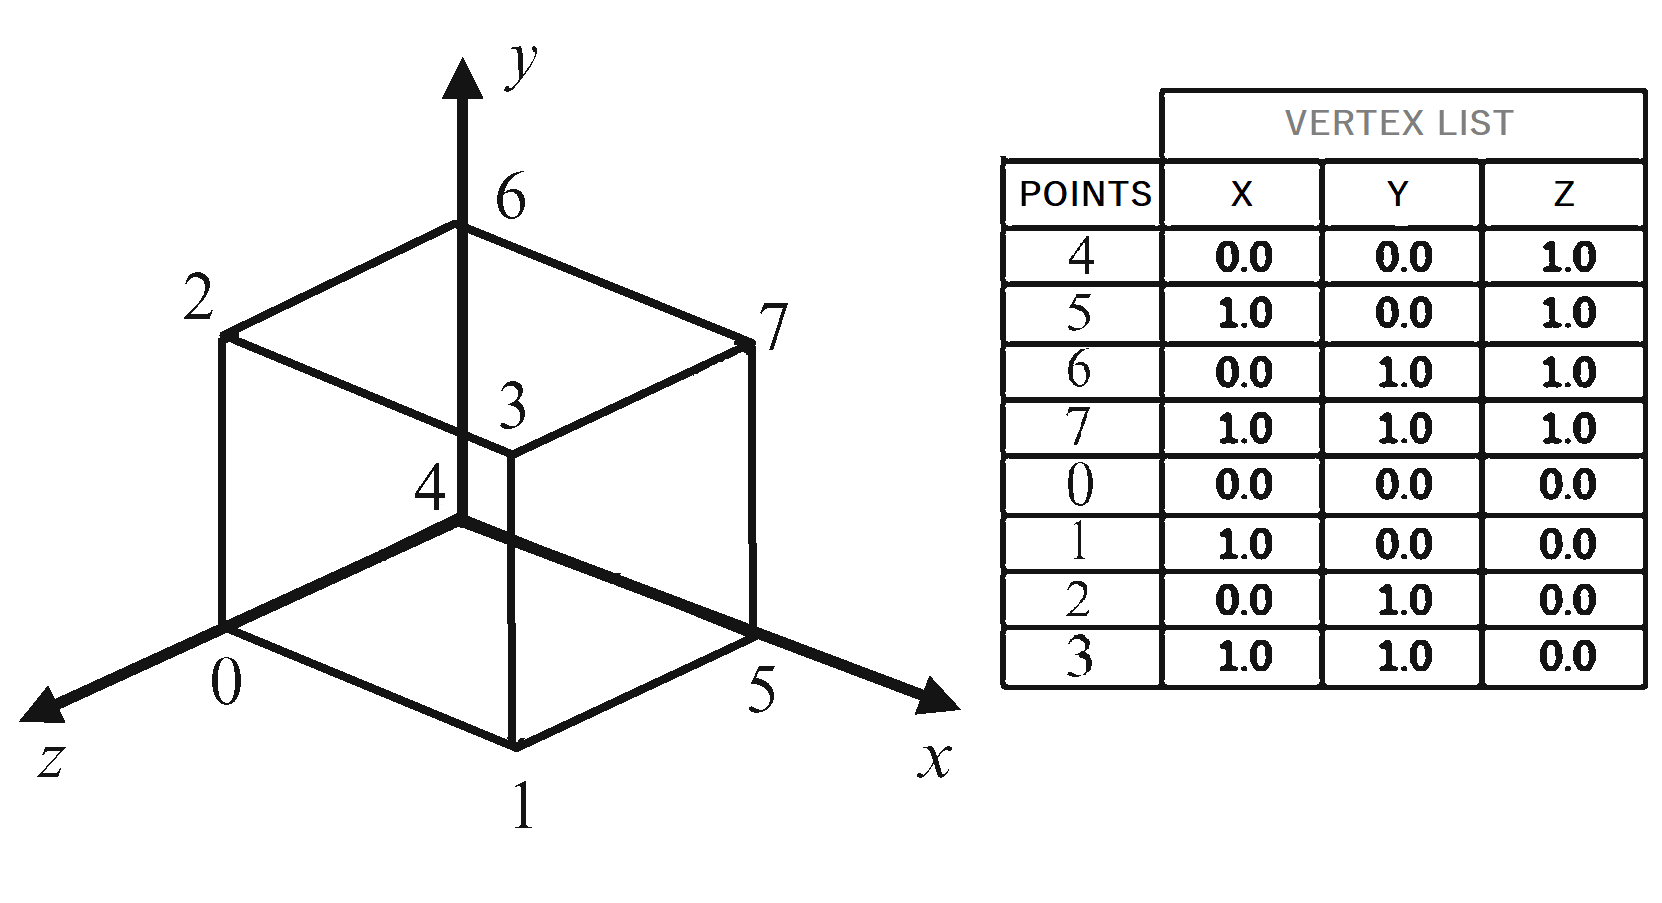 y
6
2
7
3
4
0
5
z
x
1
VERTEX LIST
POINTS X Y Z
4 0.0 0.0 1.0
5 1.0 0.0 1.0
6 0.0 1.0 1.0
7 1.0 1.0 1.0
0 0.0 0.0 0.0
1 1.0 0.0 0.0
2 0.0 1.0 0.0
3 1.0 1.0 0.0